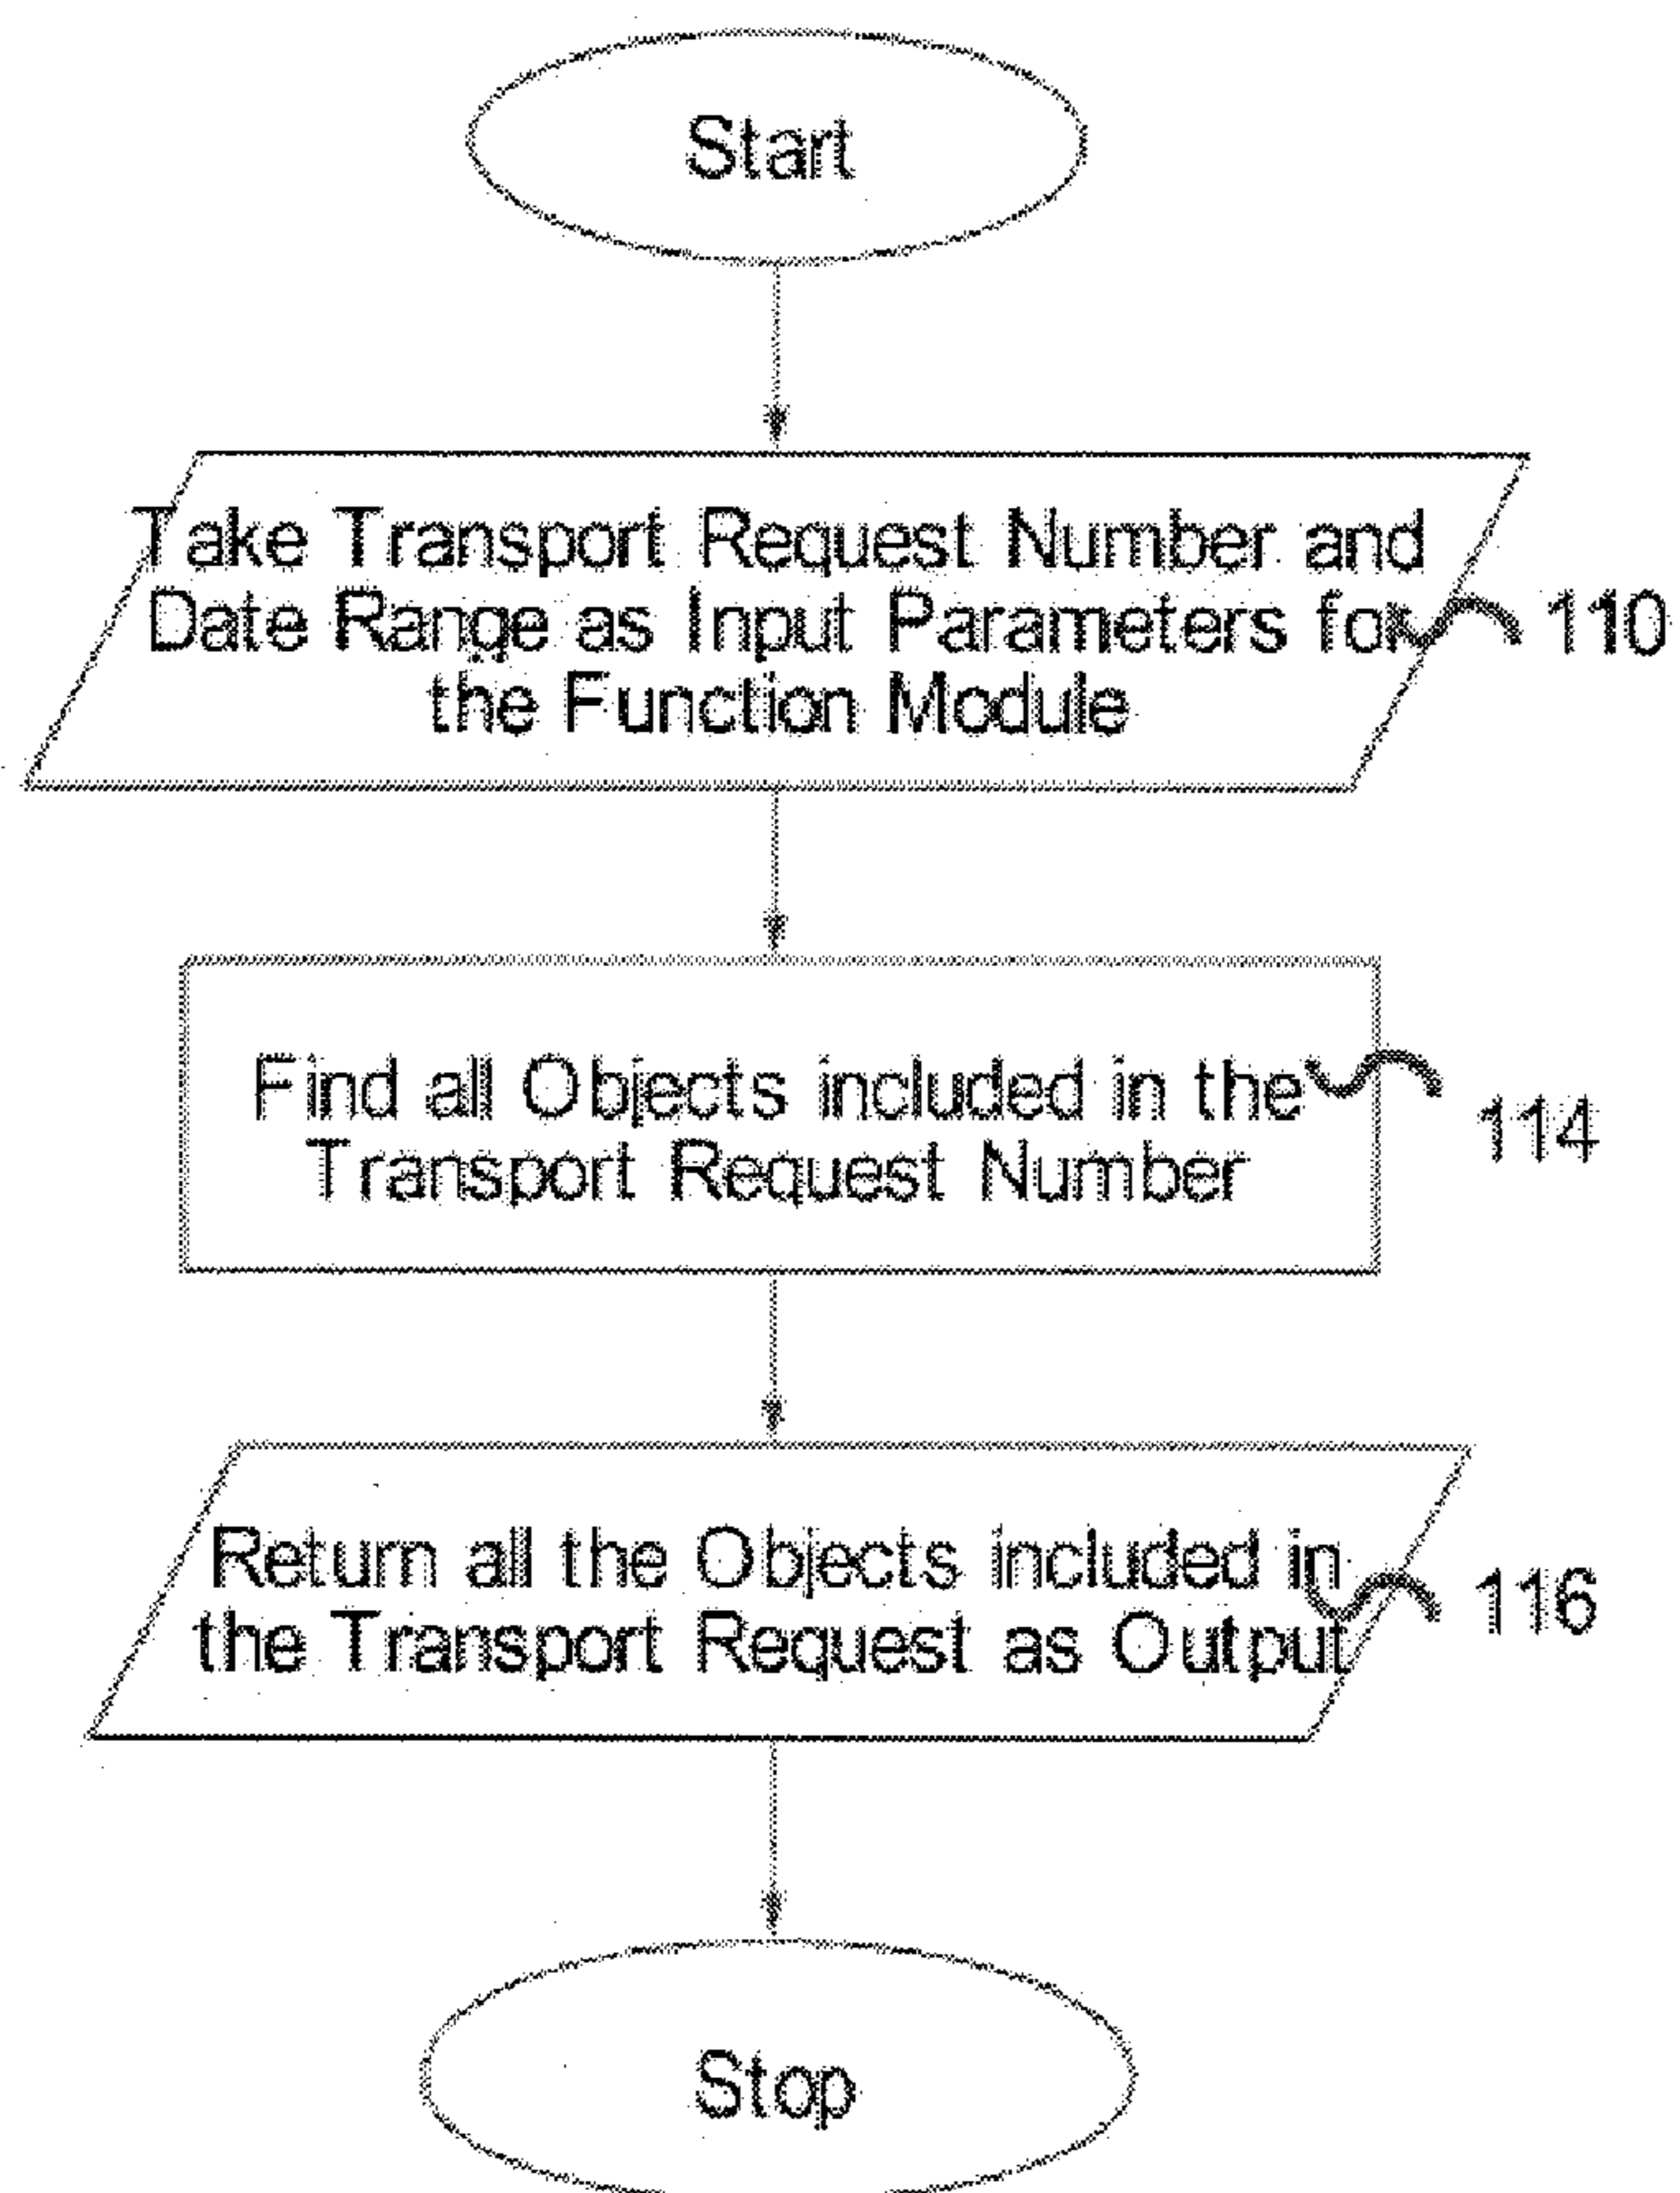 Start
Take Transport Request Number and
Date Range as Input Parameters for
the Function Module
110
Find all Objects included in the
Transport Request Number
114
Return all the Objects included in
the Transport Request as Output
116
Stop